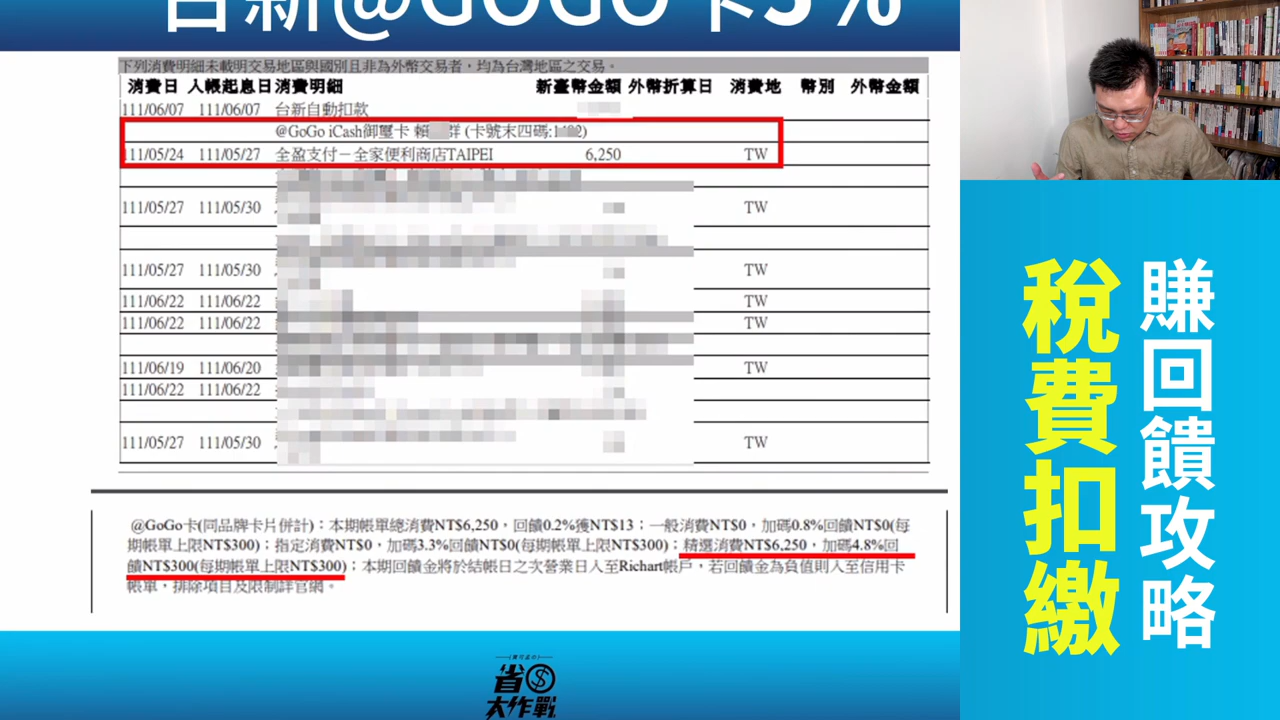 台新@GOGO卡5%
下列消費明細未載明交易地區與國別且非為外幣交易者,均為台灣地區之交易。
消費日 入帳起息日 消費明細 新臺幣金額 外幣折算日 消費地 幣別 外幣金額
111/06/07 111/06/07 台新自動扣款
@GoGo iCash御璽卡 賴 群 (卡號末四碼:
111/05/24 111/05/27 全盈支付－全家便利商店TAIPEI 6,250 TW
111/05/27 111/05/30 TW
111/05/27 111/05/30 TW
111/06/22 111/06/22 TW
111/06/22 111/06/22 TW
111/06/19 111/06/20 TW
111/06/22 111/06/22
111/05/27 111/05/30 TW
@GoGo卡(同品牌卡片併計)：本期帳單總消費NT$6,250，回饋0.2%獲NT$13；一般消費NT$0，加碼0.8%回饋NT$0(每
期帳單上限NT$300)；指定消費NT$0，加碼3.3%回饋NT$0(每期帳單上限NT$300)；精選消費NT$6,250，加碼4.8%回
饋NT$300(每期帳單上限NT$300)；本期回饋金將於結帳日之次營業日入至Richart帳戶，若回饋金為負值則入至信用卡
帳單，排除項目及限制詳官網。
賺回饋攻略
稅費扣繳
省
大作戰